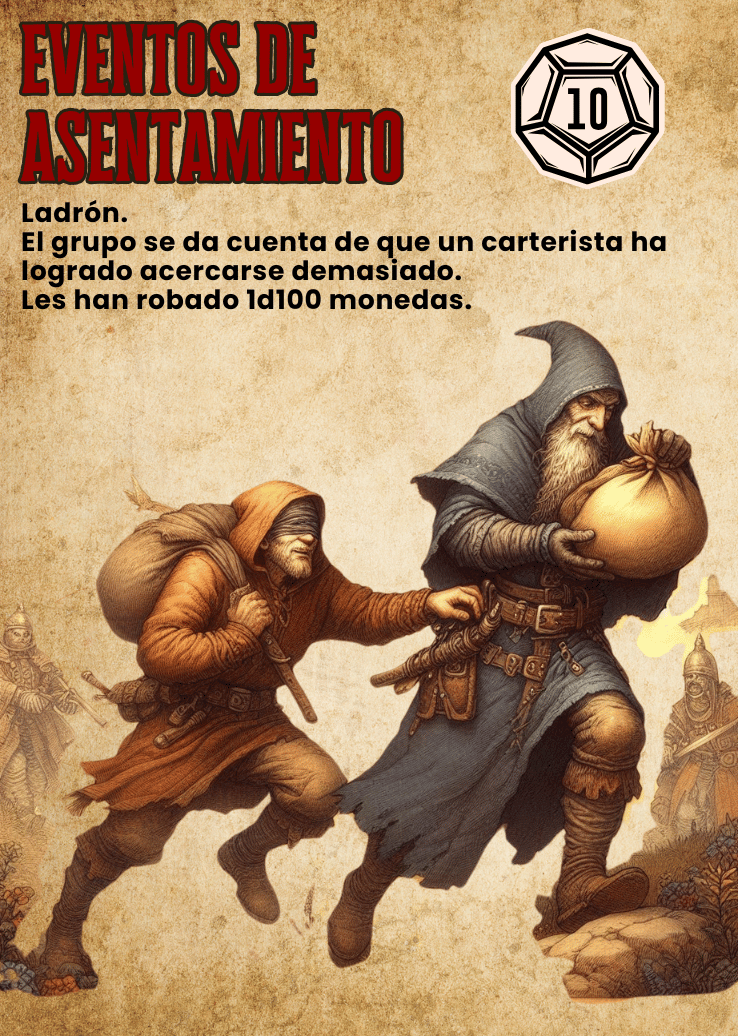 EVENTOS DE
ASENTAMIENTO
10
Ladrón.
El grupo se da cuenta de que un carterista ha
logrado acercarse demasiado.
Les han robado 1d100 monedas.